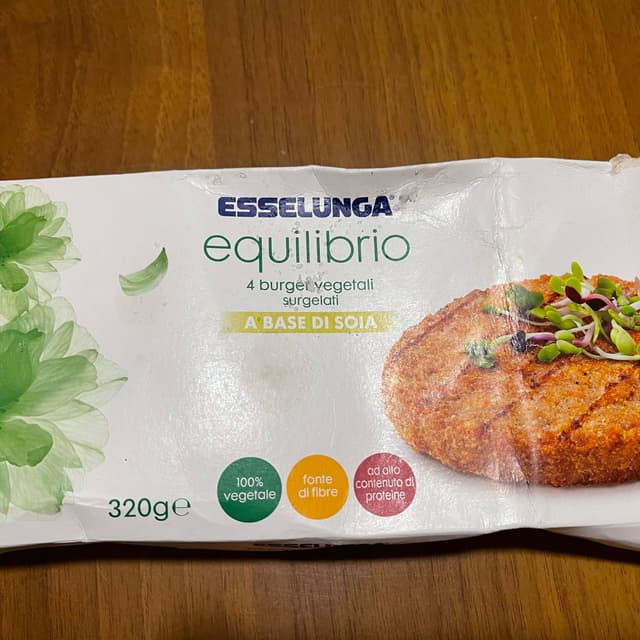 ESSELUNGA
equilibrio
4 burger vegetali
surgelati
A BASE DI SOIA
100%
vegetale
fonte
di fibre
ad alto
contenuto di
proteine
320g℮
ESSELUNGA